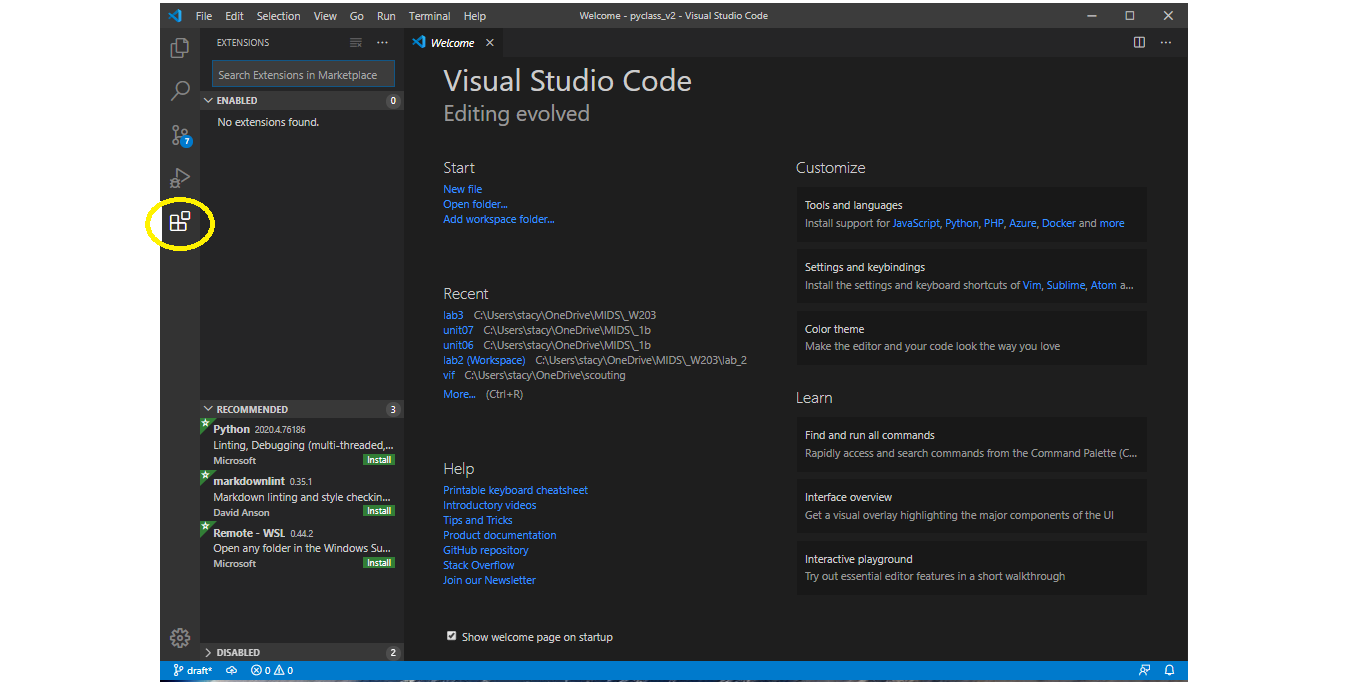 File Edit Selection View Go Run Terminal Help Welcome - pyclass_v2 - Visual Studio Code
EXTENSIONS
Search Extensions in Marketplace
ENABLED 0
No extensions found.
7
RECOMMENDED 3
Python 2020.4.76186
Linting, Debugging (multi-threaded,...
Microsoft Install
markdownlint 0.35.1
Markdown linting and style checkin...
David Anson Install
Remote - WSL 0.44.2
Open any folder in the Windows Su...
Microsoft Install
DISABLED 2
Welcome
Visual Studio Code
Editing evolved
Start
New file
Open folder...
Add workspace folder...
Recent
lab3 C:\Users\stacy\OneDrive\MIDS\_W203
unit07 C:\Users\stacy\OneDrive\MIDS\_1b
unit06 C:\Users\stacy\OneDrive\MIDS\_1b
lab2 (Workspace) C:\Users\stacy\OneDrive\MIDS\_W203\lab_2
vif C:\Users\stacy\OneDrive\scouting
More... (Ctrl+R)
Help
Printable keyboard cheatsheet
Introductory videos
Tips and Tricks
Product documentation
GitHub repository
Stack Overflow
Join our Newsletter
Show welcome page on startup
Customize
Tools and languages
Install support for JavaScript, Python, PHP, Azure, Docker and more
Settings and keybindings
Install the settings and keyboard shortcuts of Vim, Sublime, Atom a...
Color theme
Make the editor and your code look the way you love
Learn
Find and run all commands
Rapidly access and search commands from the Command Palette (C...
Interface overview
Get a visual overlay highlighting the major components of the UI
Interactive playground
Try out essential editor features in a short walkthrough
draft* 0 0